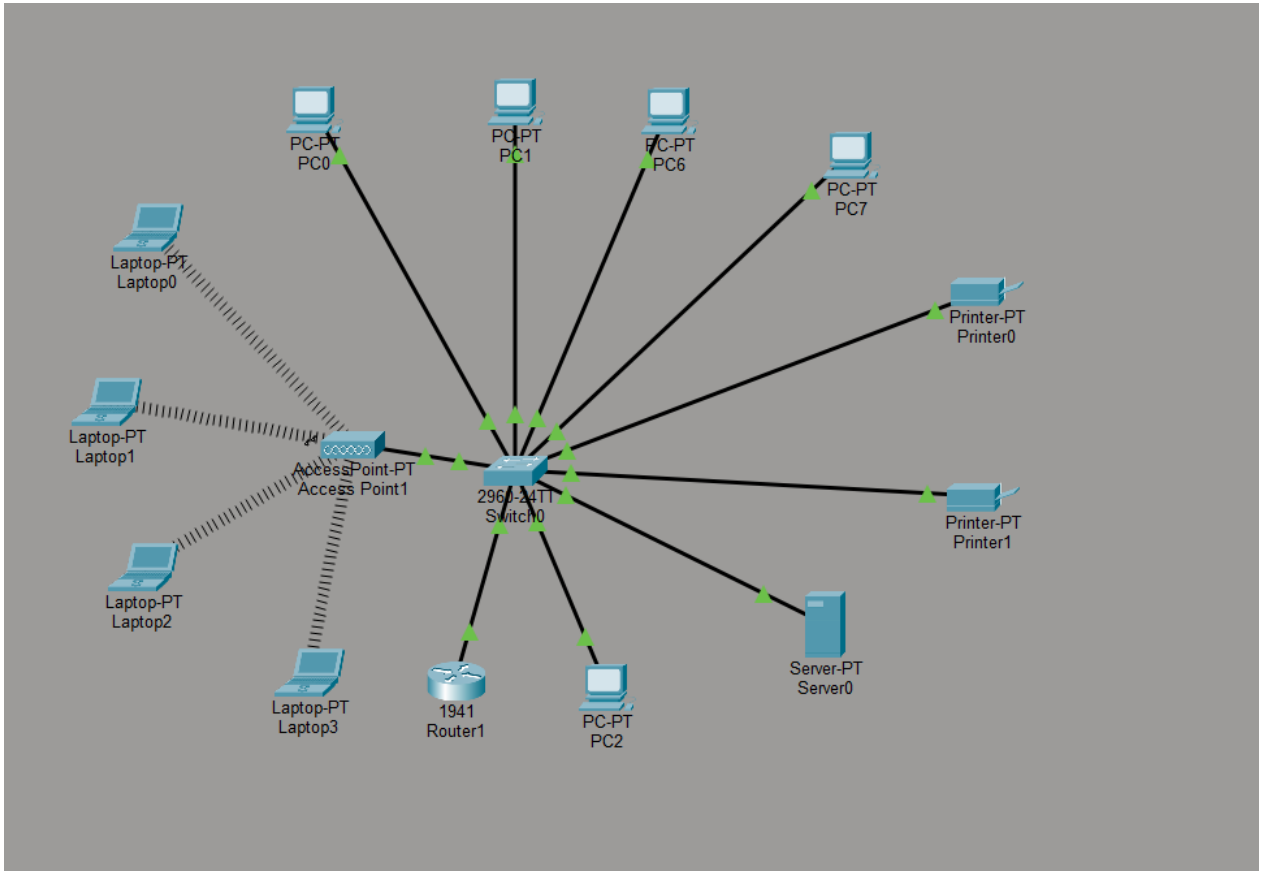 PC-PT
PC0
PC-PT
PC1
PC-PT
PC6
PC-PT
PC7
Laptop-PT
Laptop0
Printer-PT
Printer0
Laptop-PT
Laptop1
AccessPoint-PT
Access Point1
2960-24TT
Switch0
Printer-PT
Printer1
Laptop-PT
Laptop2
Server-PT
Server0
Laptop-PT
Laptop3
1941
Router1
PC-PT
PC2